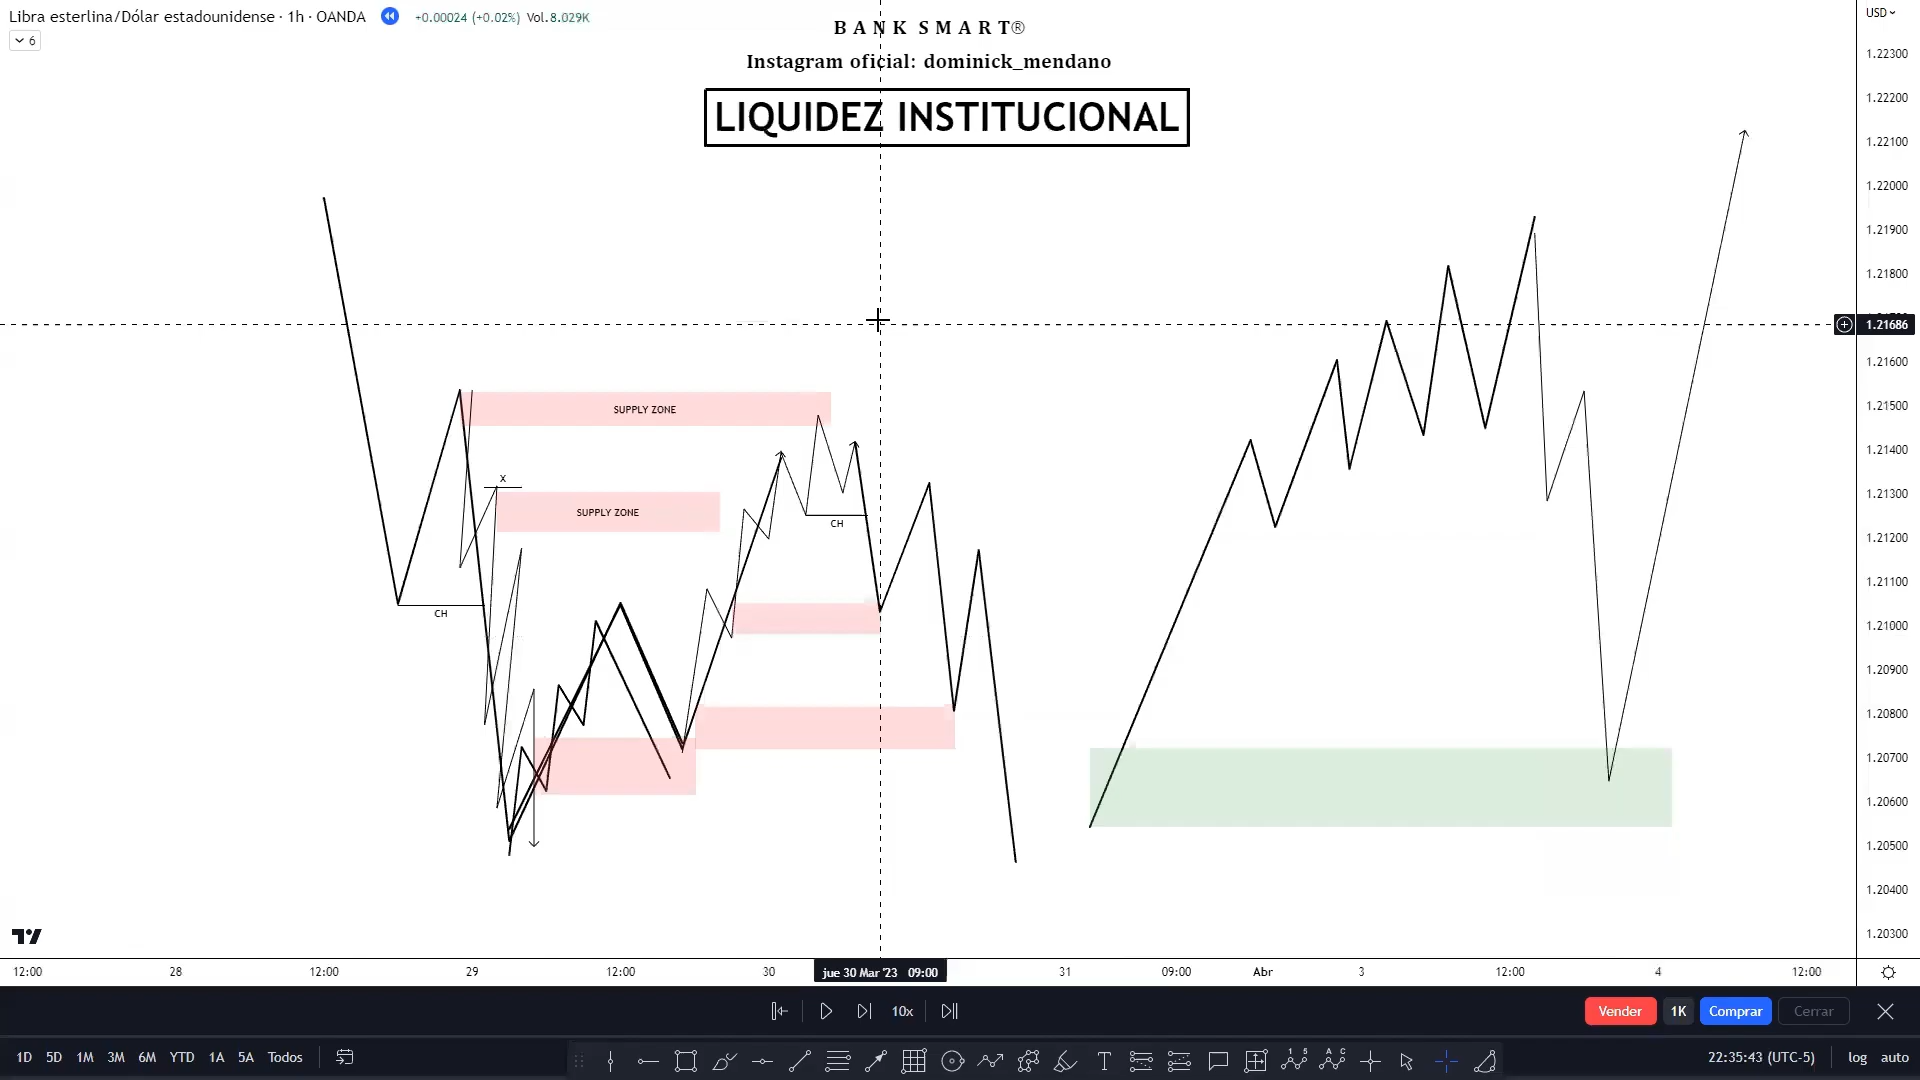 Libra esterlina/Dólar estadounidense · 1h · OANDA +0.00024 (+0.02%) Vol.8.029K
6
B A N K S M A R T®
Instagram oficial: dominick_mendano
LIQUIDEZ INSTITUCIONAL
USD
1.22300
1.22200
1.22100
1.22000
1.21900
1.21800
1.21686
1.21600
1.21500
1.21400
1.21300
1.21200
1.21100
1.21000
1.20900
1.20800
1.20700
1.20600
1.20500
1.20400
1.20300
SUPPLY ZONE
X
SUPPLY ZONE
CH
CH
12:00 28 12:00 29 12:00 30 jue 30 Mar '23 09:00 31 09:00 Abr 3 12:00 4 12:00
10x Vender 1K Comprar Cerrar
1D 5D 1M 3M 6M YTD 1A 5A Todos 22:35:43 (UTC-5) log auto